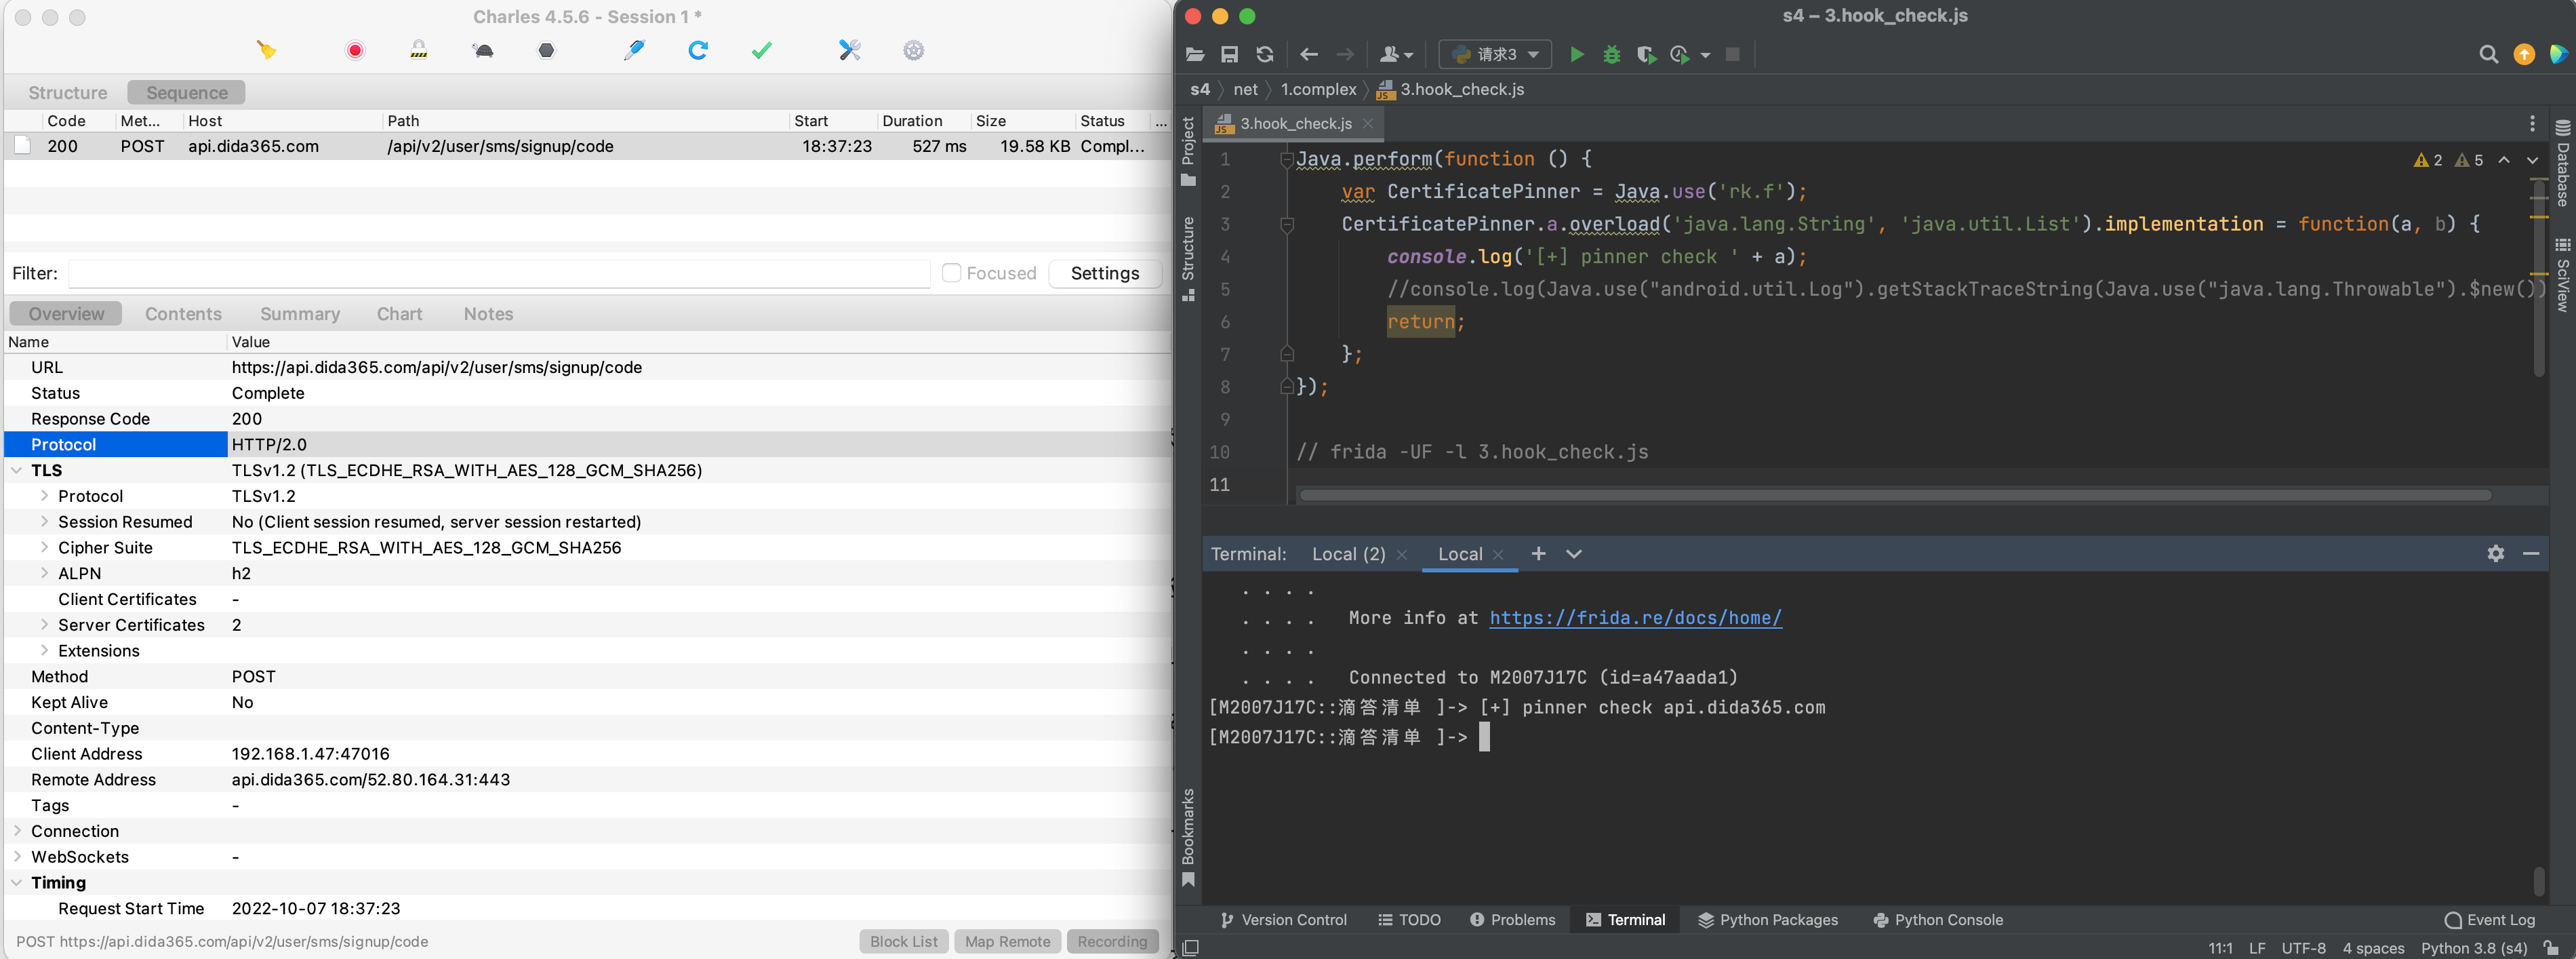 Charles 4.5.6 - Session 1 *
Structure
Sequence
Code Met... Host Path Start Duration Size Status ...
200 POST api.dida365.com /api/v2/user/sms/signup/code 18:37:23 527 ms 19.58 KB Compl...
Filter:
Focused
Settings
Overview Contents Summary Chart Notes
Name Value
URL https://api.dida365.com/api/v2/user/sms/signup/code
Status Complete
Response Code 200
Protocol HTTP/2.0
TLS TLSv1.2 (TLS_ECDHE_RSA_WITH_AES_128_GCM_SHA256)
Protocol TLSv1.2
Session Resumed No (Client session resumed, server session restarted)
Cipher Suite TLS_ECDHE_RSA_WITH_AES_128_GCM_SHA256
ALPN h2
Client Certificates -
Server Certificates 2
Extensions
Method POST
Kept Alive No
Content-Type
Client Address 192.168.1.47:47016
Remote Address api.dida365.com/52.80.164.31:443
Tags -
Connection
WebSockets -
Timing
Request Start Time 2022-10-07 18:37:23
POST https://api.dida365.com/api/v2/user/sms/signup/code
Block List Map Remote Recording
s4 – 3.hook_check.js
请求3
s4 net 1.complex 3.hook_check.js
3.hook_check.js
Project
Structure
Bookmarks
Database
SciView
2 5
1 Java.perform(function () {
2 var CertificatePinner = Java.use('rk.f');
3 CertificatePinner.a.overload('java.lang.String', 'java.util.List').implementation = function(a, b) {
4 console.log('[+] pinner check ' + a);
5 //console.log(Java.use("android.util.Log").getStackTraceString(Java.use("java.lang.Throwable").$new())
6 return;
7 };
8 });
9
10 // frida -UF -l 3.hook_check.js
11
Terminal: Local (2) Local
. . . .
. . . . More info at https://frida.re/docs/home/
. . . .
. . . . Connected to M2007J17C (id=a47aada1)
[M2007J17C::滴答清单 ]-> [+] pinner check api.dida365.com
[M2007J17C::滴答清单 ]->
Version Control TODO Problems Terminal Python Packages Python Console Event Log
11:1 LF UTF-8 4 spaces Python 3.8 (s4)